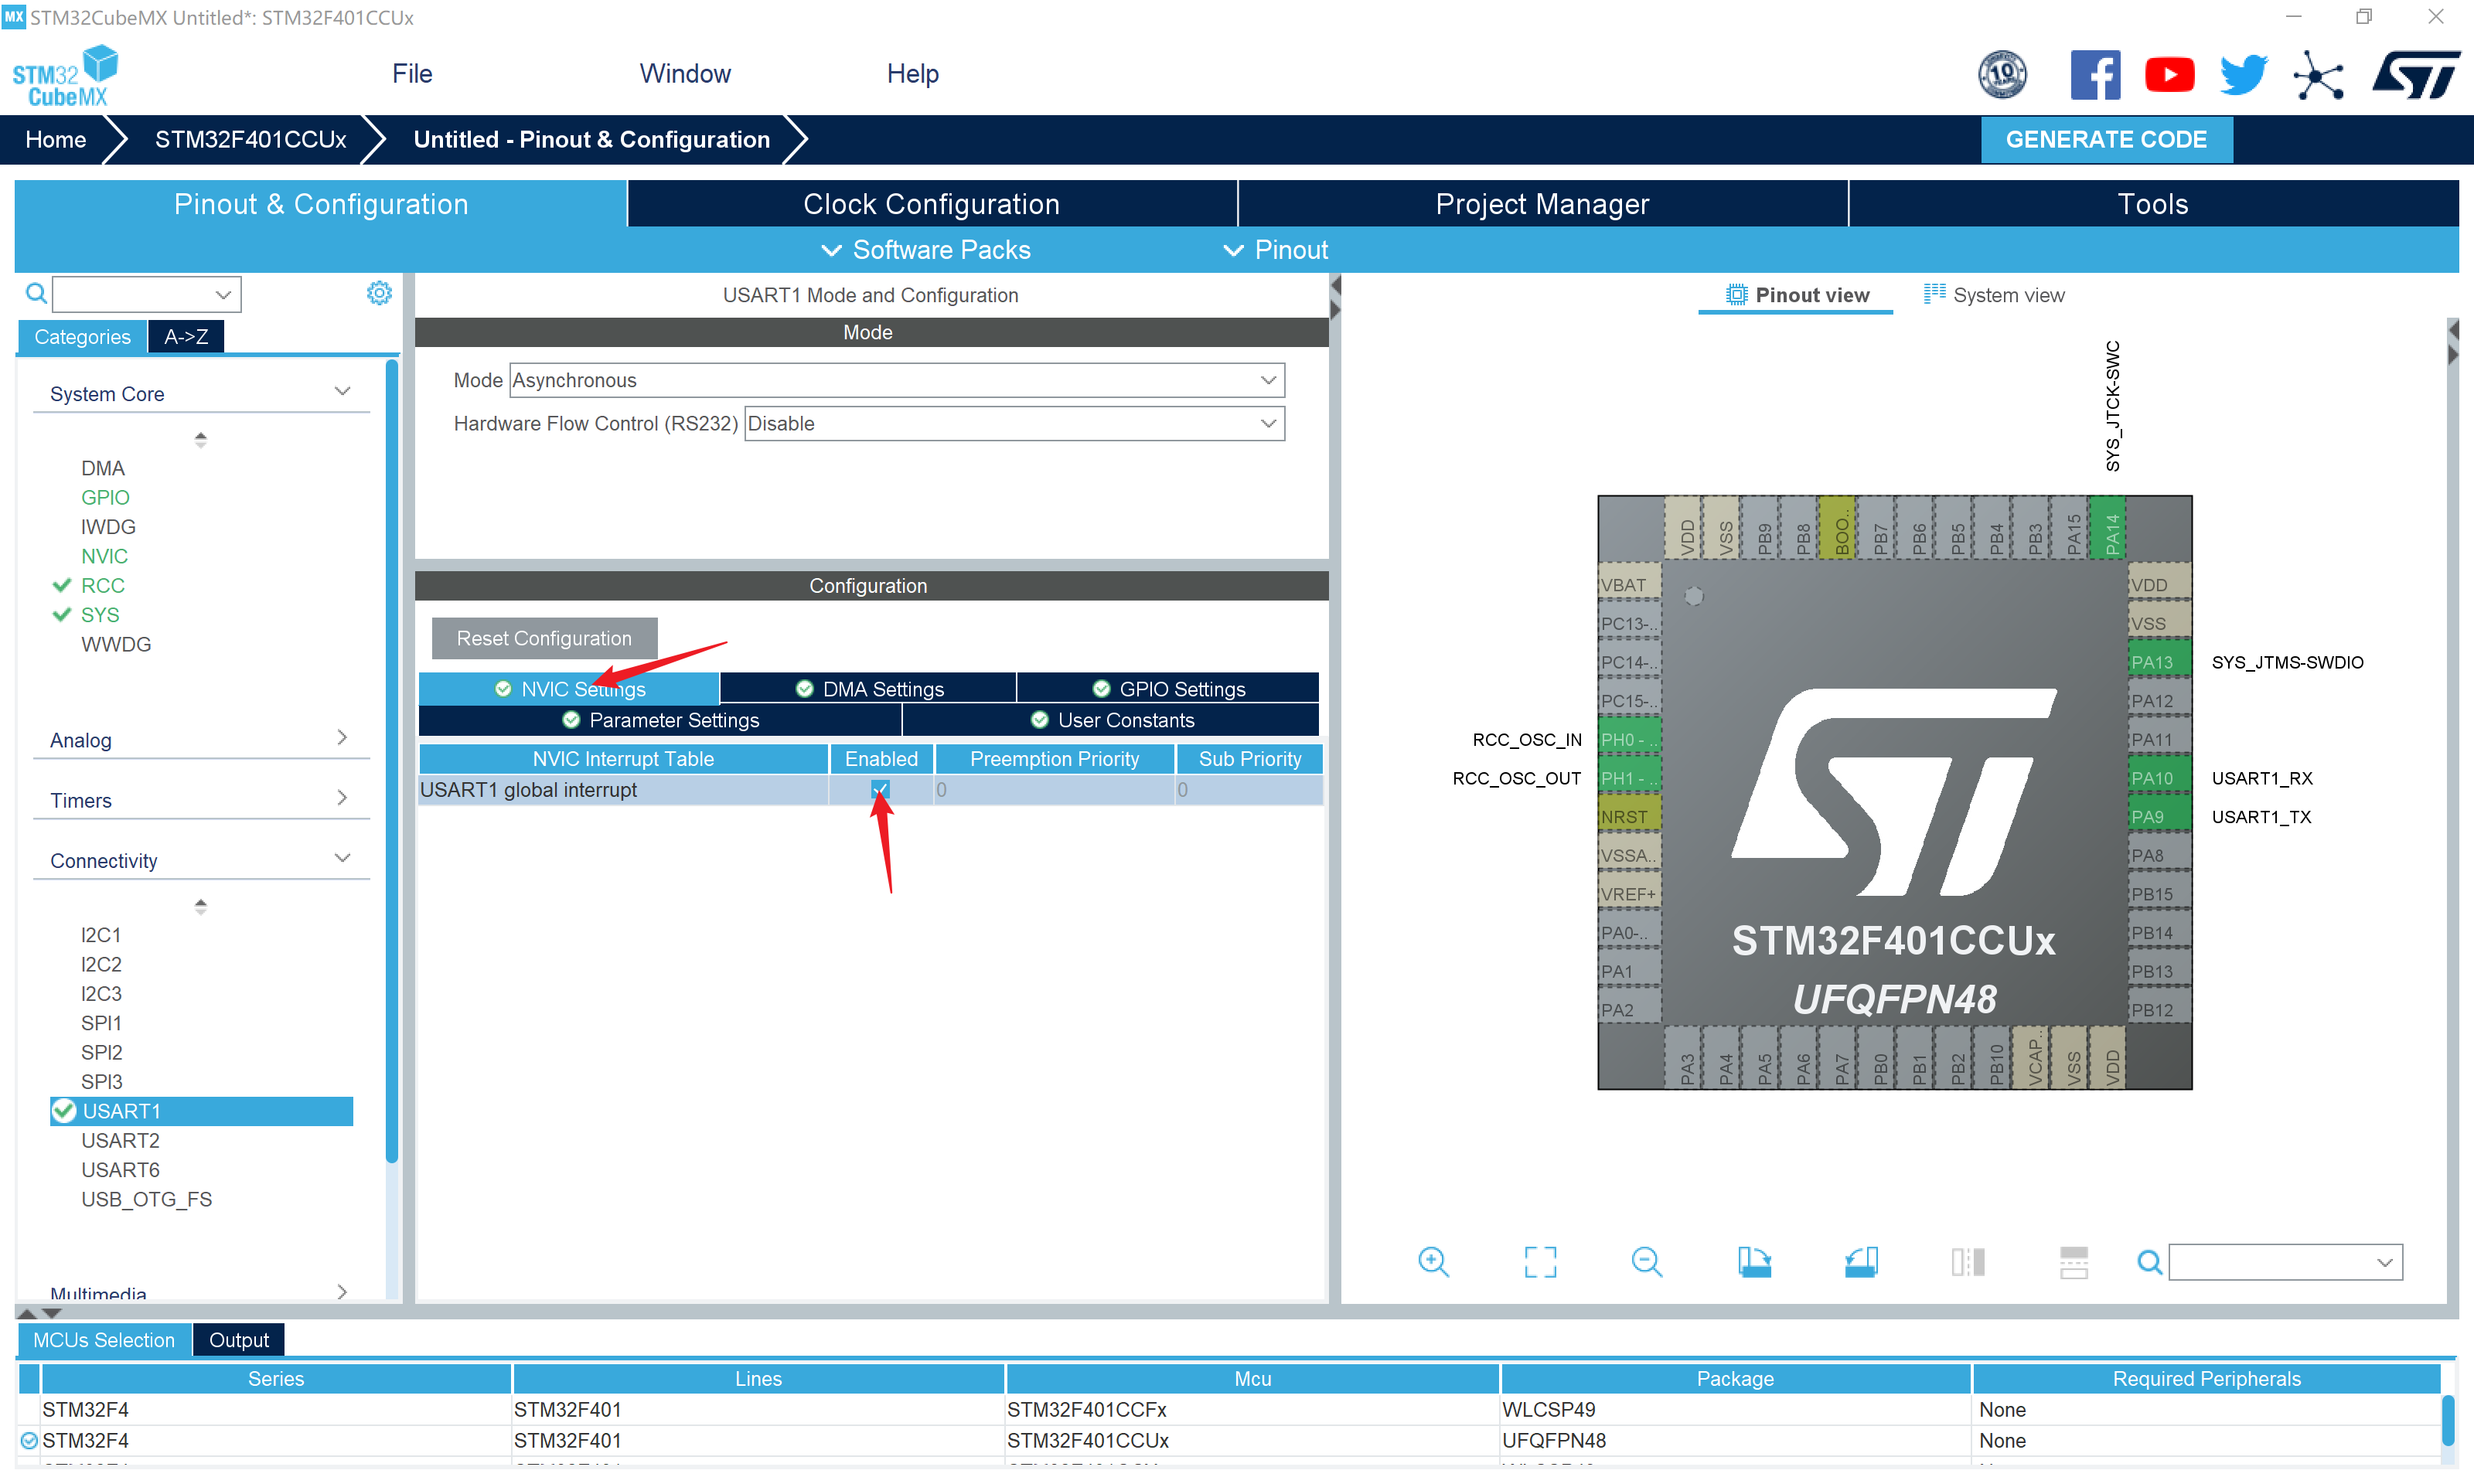 MX STM32CubeMX Untitled*: STM32F401CCUx
STM32
CubeMX
File
Window
Help
10
ST
Home
STM32F401CCUx
Untitled - Pinout & Configuration
GENERATE CODE
Pinout & Configuration
Clock Configuration
Project Manager
Tools
Software Packs
Pinout
Categories
A->Z
System Core
DMA
GPIO
IWDG
NVIC
RCC
SYS
WWDG
Analog
Timers
Connectivity
I2C1
I2C2
I2C3
SPI1
SPI2
SPI3
USART1
USART2
USART6
USB_OTG_FS
Multimedia
USART1 Mode and Configuration
Mode
Mode Asynchronous
Hardware Flow Control (RS232) Disable
Configuration
Reset Configuration
NVIC Settings
DMA Settings
GPIO Settings
Parameter Settings
User Constants
NVIC Interrupt Table Enabled Preemption Priority Sub Priority
USART1 global interrupt 0 0
Pinout view
System view
SYS_JTCK-SWC
VDD
VSS
PB9
PB8
BOO..
PB7
PB6
PB5
PB4
PB3
PA15
PA14
VBAT
PC13-..
PC14-..
PC15-..
RCC_OSC_IN PH0 - ..
RCC_OSC_OUT PH1 - ..
NRST
VSSA..
VREF+
PA0-..
PA1
PA2
VDD
VSS
PA13 SYS_JTMS-SWDIO
PA12
PA11
PA10 USART1_RX
PA9 USART1_TX
PA8
PB15
PB14
PB13
PB12
ST
STM32F401CCUx
UFQFPN48
PA3
PA4
PA5
PA6
PA7
PB0
PB1
PB2
PB10
VCAP..
VSS
VDD
MCUs Selection
Output
Series Lines Mcu Package Required Peripherals
STM32F4 STM32F401 STM32F401CCFx WLCSP49 None
STM32F4 STM32F401 STM32F401CCUx UFQFPN48 None